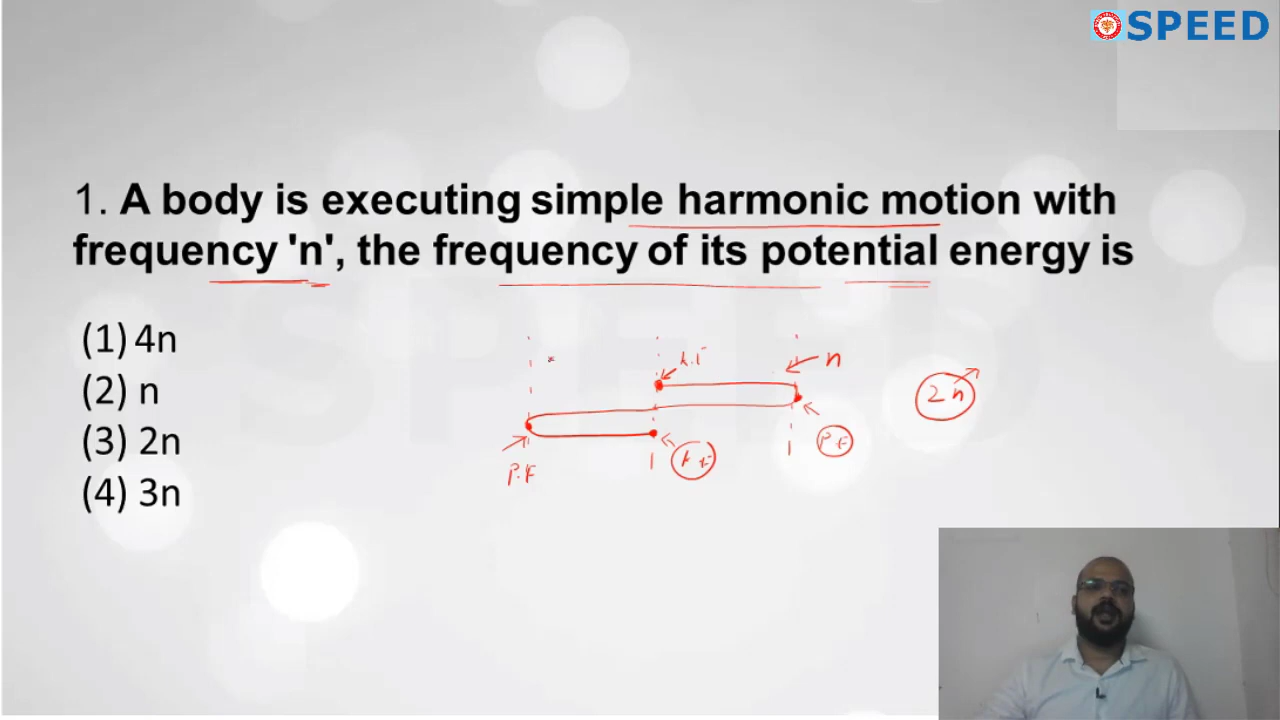 SPEED
1. A body is executing simple harmonic motion with
frequency 'n', the frequency of its potential energy is
(1) 4n
(2) n
(3) 2n
(4) 3n
n
2n
P.E
P.E